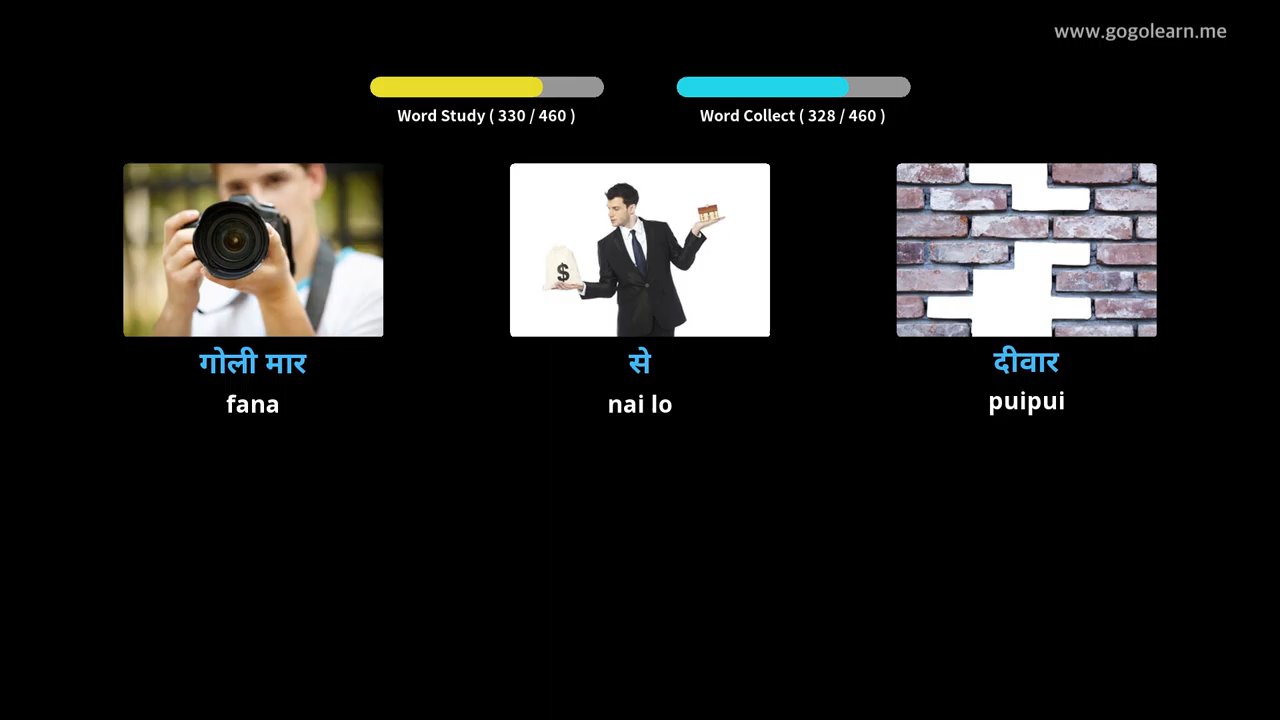 www.gogolearn.me
Word Study ( 330 / 460 )
Word Collect ( 328 / 460 )
$
गोली मार
से
दीवार
fana
nai lo
puipui